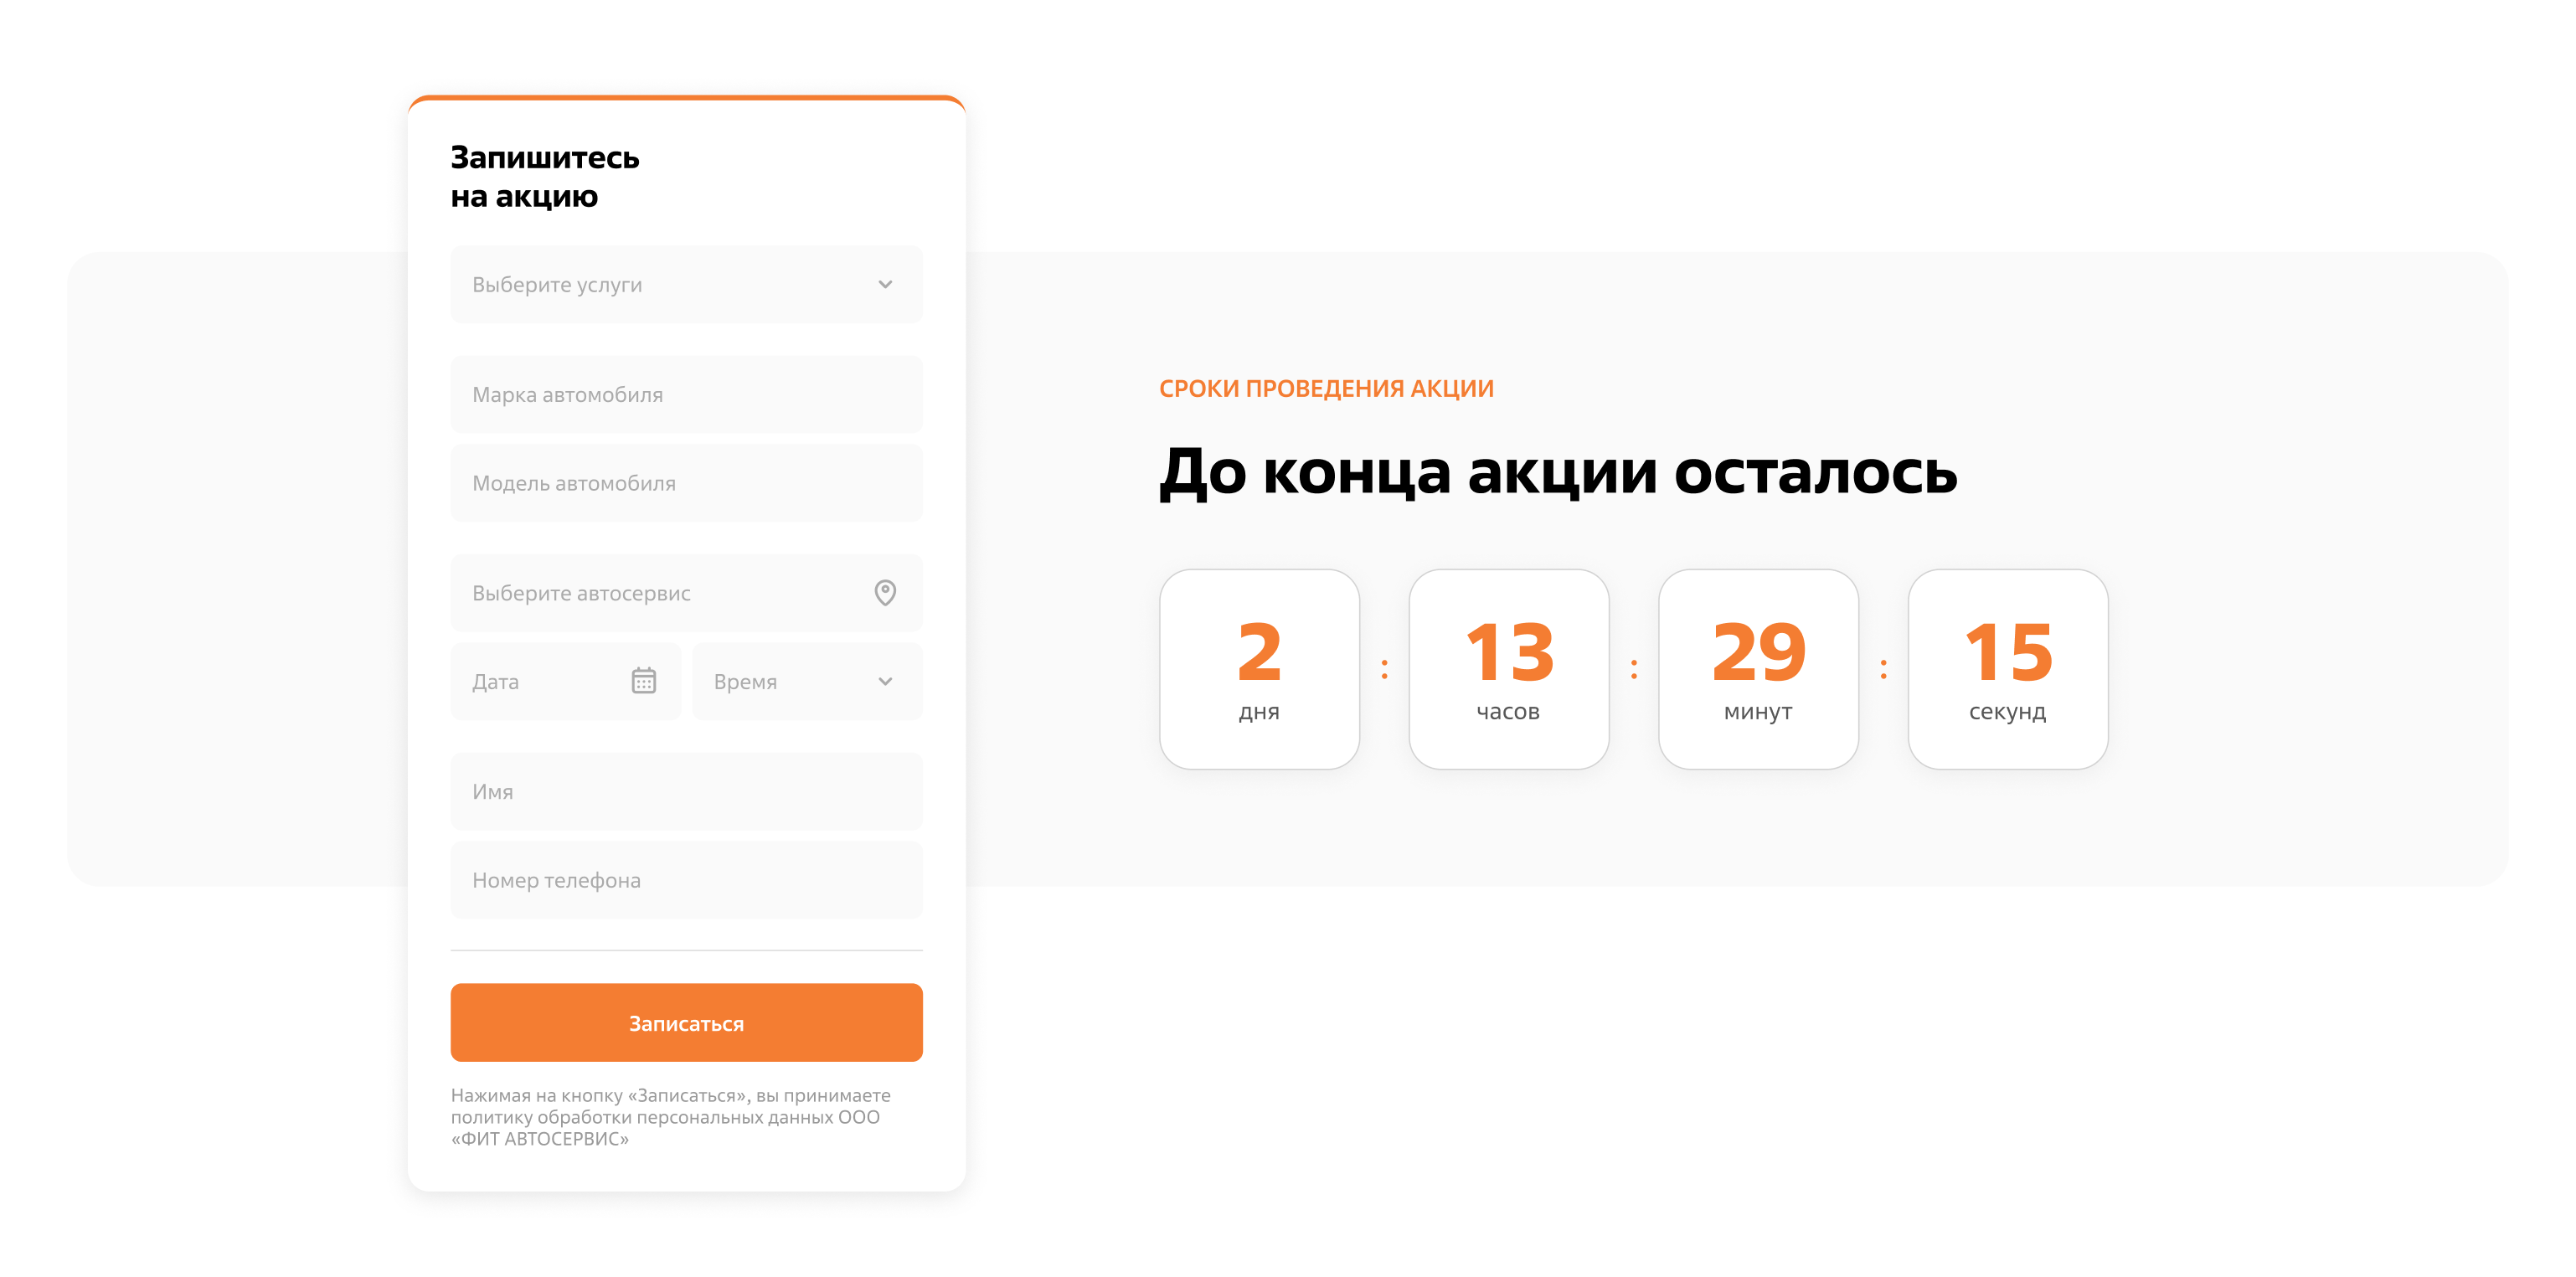 Запишитесь
на акцию
Выберите услуги
Марка автомобиля
Модель автомобиля
Выберите автосервис
Дата
Время
Имя
Номер телефона
Записаться
Нажимая на кнопку «Записаться», вы принимаете
политику обработки персональных данных ООО
«ФИТ АВТОСЕРВИС»
СРОКИ ПРОВЕДЕНИЯ АКЦИИ
До конца акции осталось
2 : 13 : 29 : 15
дня часов минут секунд